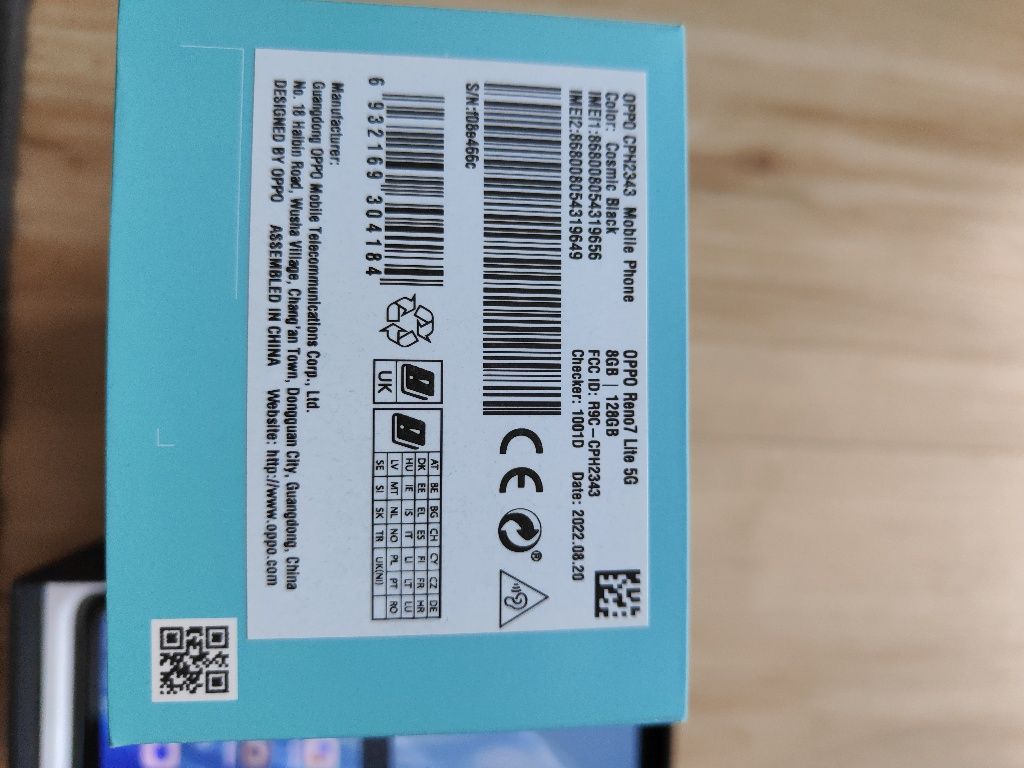 OPPO CPH2343 Mobile Phone
Color: Cosmic Black
IMEI1:868008054319656
IMEI2:868008054319649
OPPO Reno7 Lite 5G
8GB | 128GB
FCC ID: R9C-CPH2343
Checker: 10001D Date: 2022.08.20
S/N:f08e466c
6 932169 304184
UK
AT BE BG CH CY CZ DE
DK EE EL ES FI FR HR
HU IE IS IT LI LT LU
LV MT NL NO PL PT RO
SE SI SK TR UK(NI)
CE
®
Manufacturer:
Guangdong OPPO Mobile Telecommunications Corp., Ltd.
No. 18 Haibin Road, Wusha Village, Chang'an Town, Dongguan City, Guangdong, China
DESIGNED BY OPPO ASSEMBLED IN CHINA Website: http://www.oppo.com